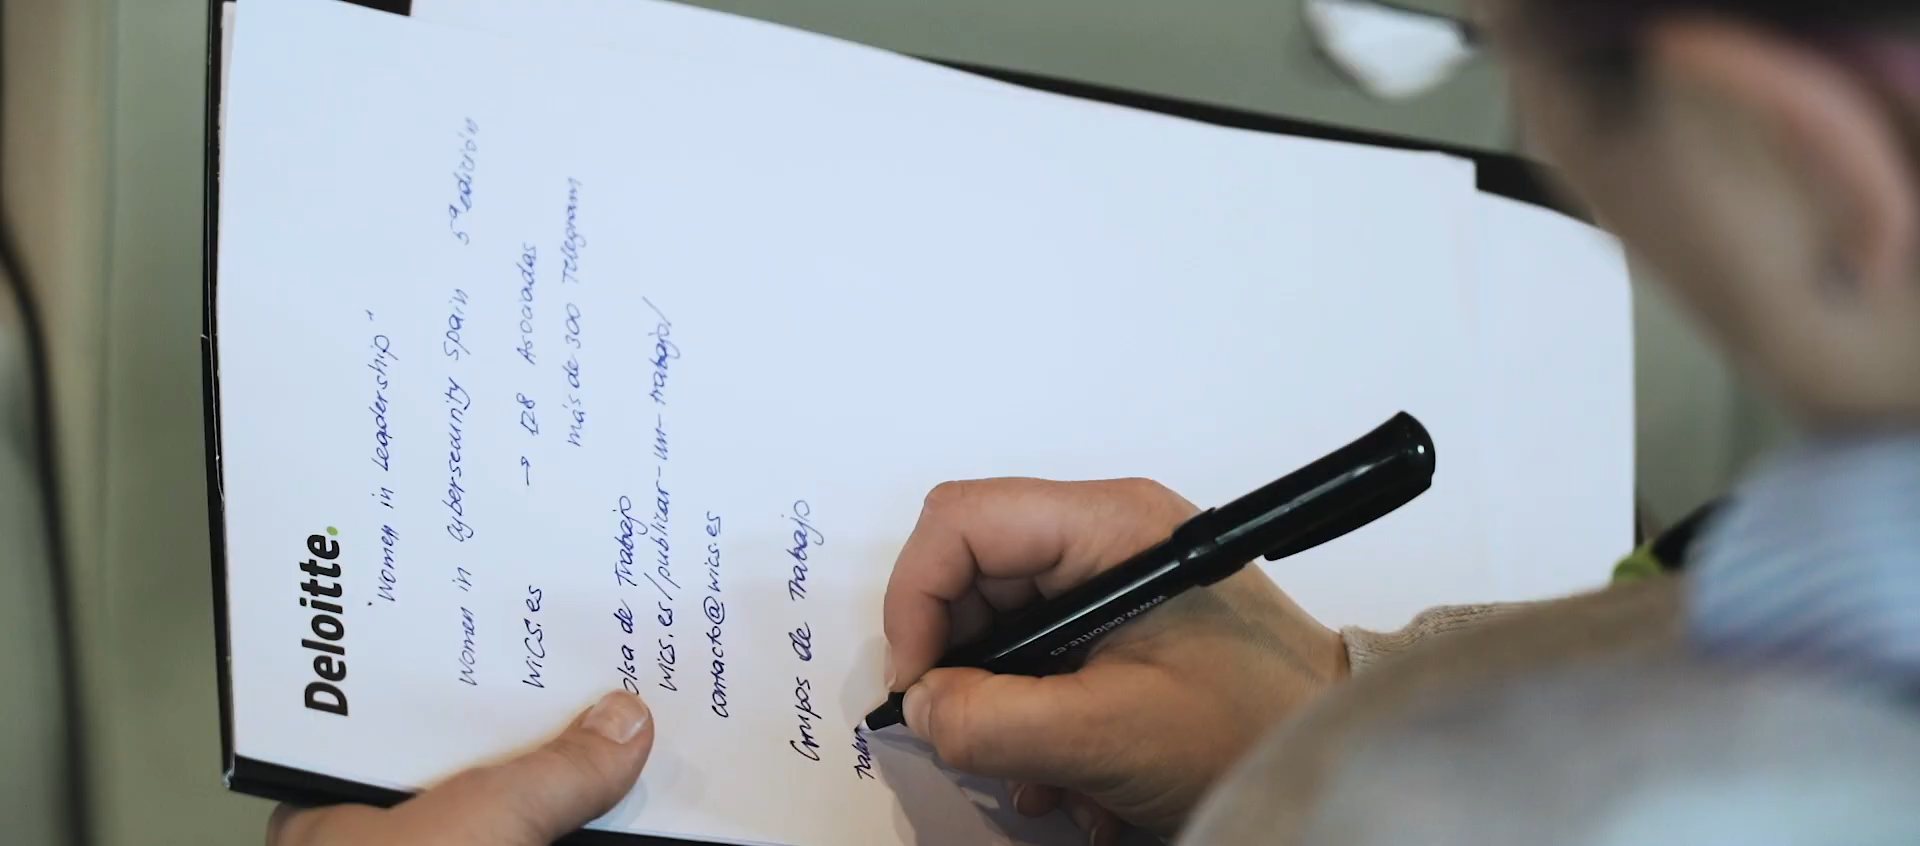 Deloitte.
"Women in Leadership"
Women in Cybersecurity Spain 5ª edición
WiCS.es → 128 Asociadas
más de 300 Telegram
olsa de Trabajo
wics.es/publicar-un-trabajo/
contacto@wics.es
Grupos de Trabajo
Talen
www.deloitte.es